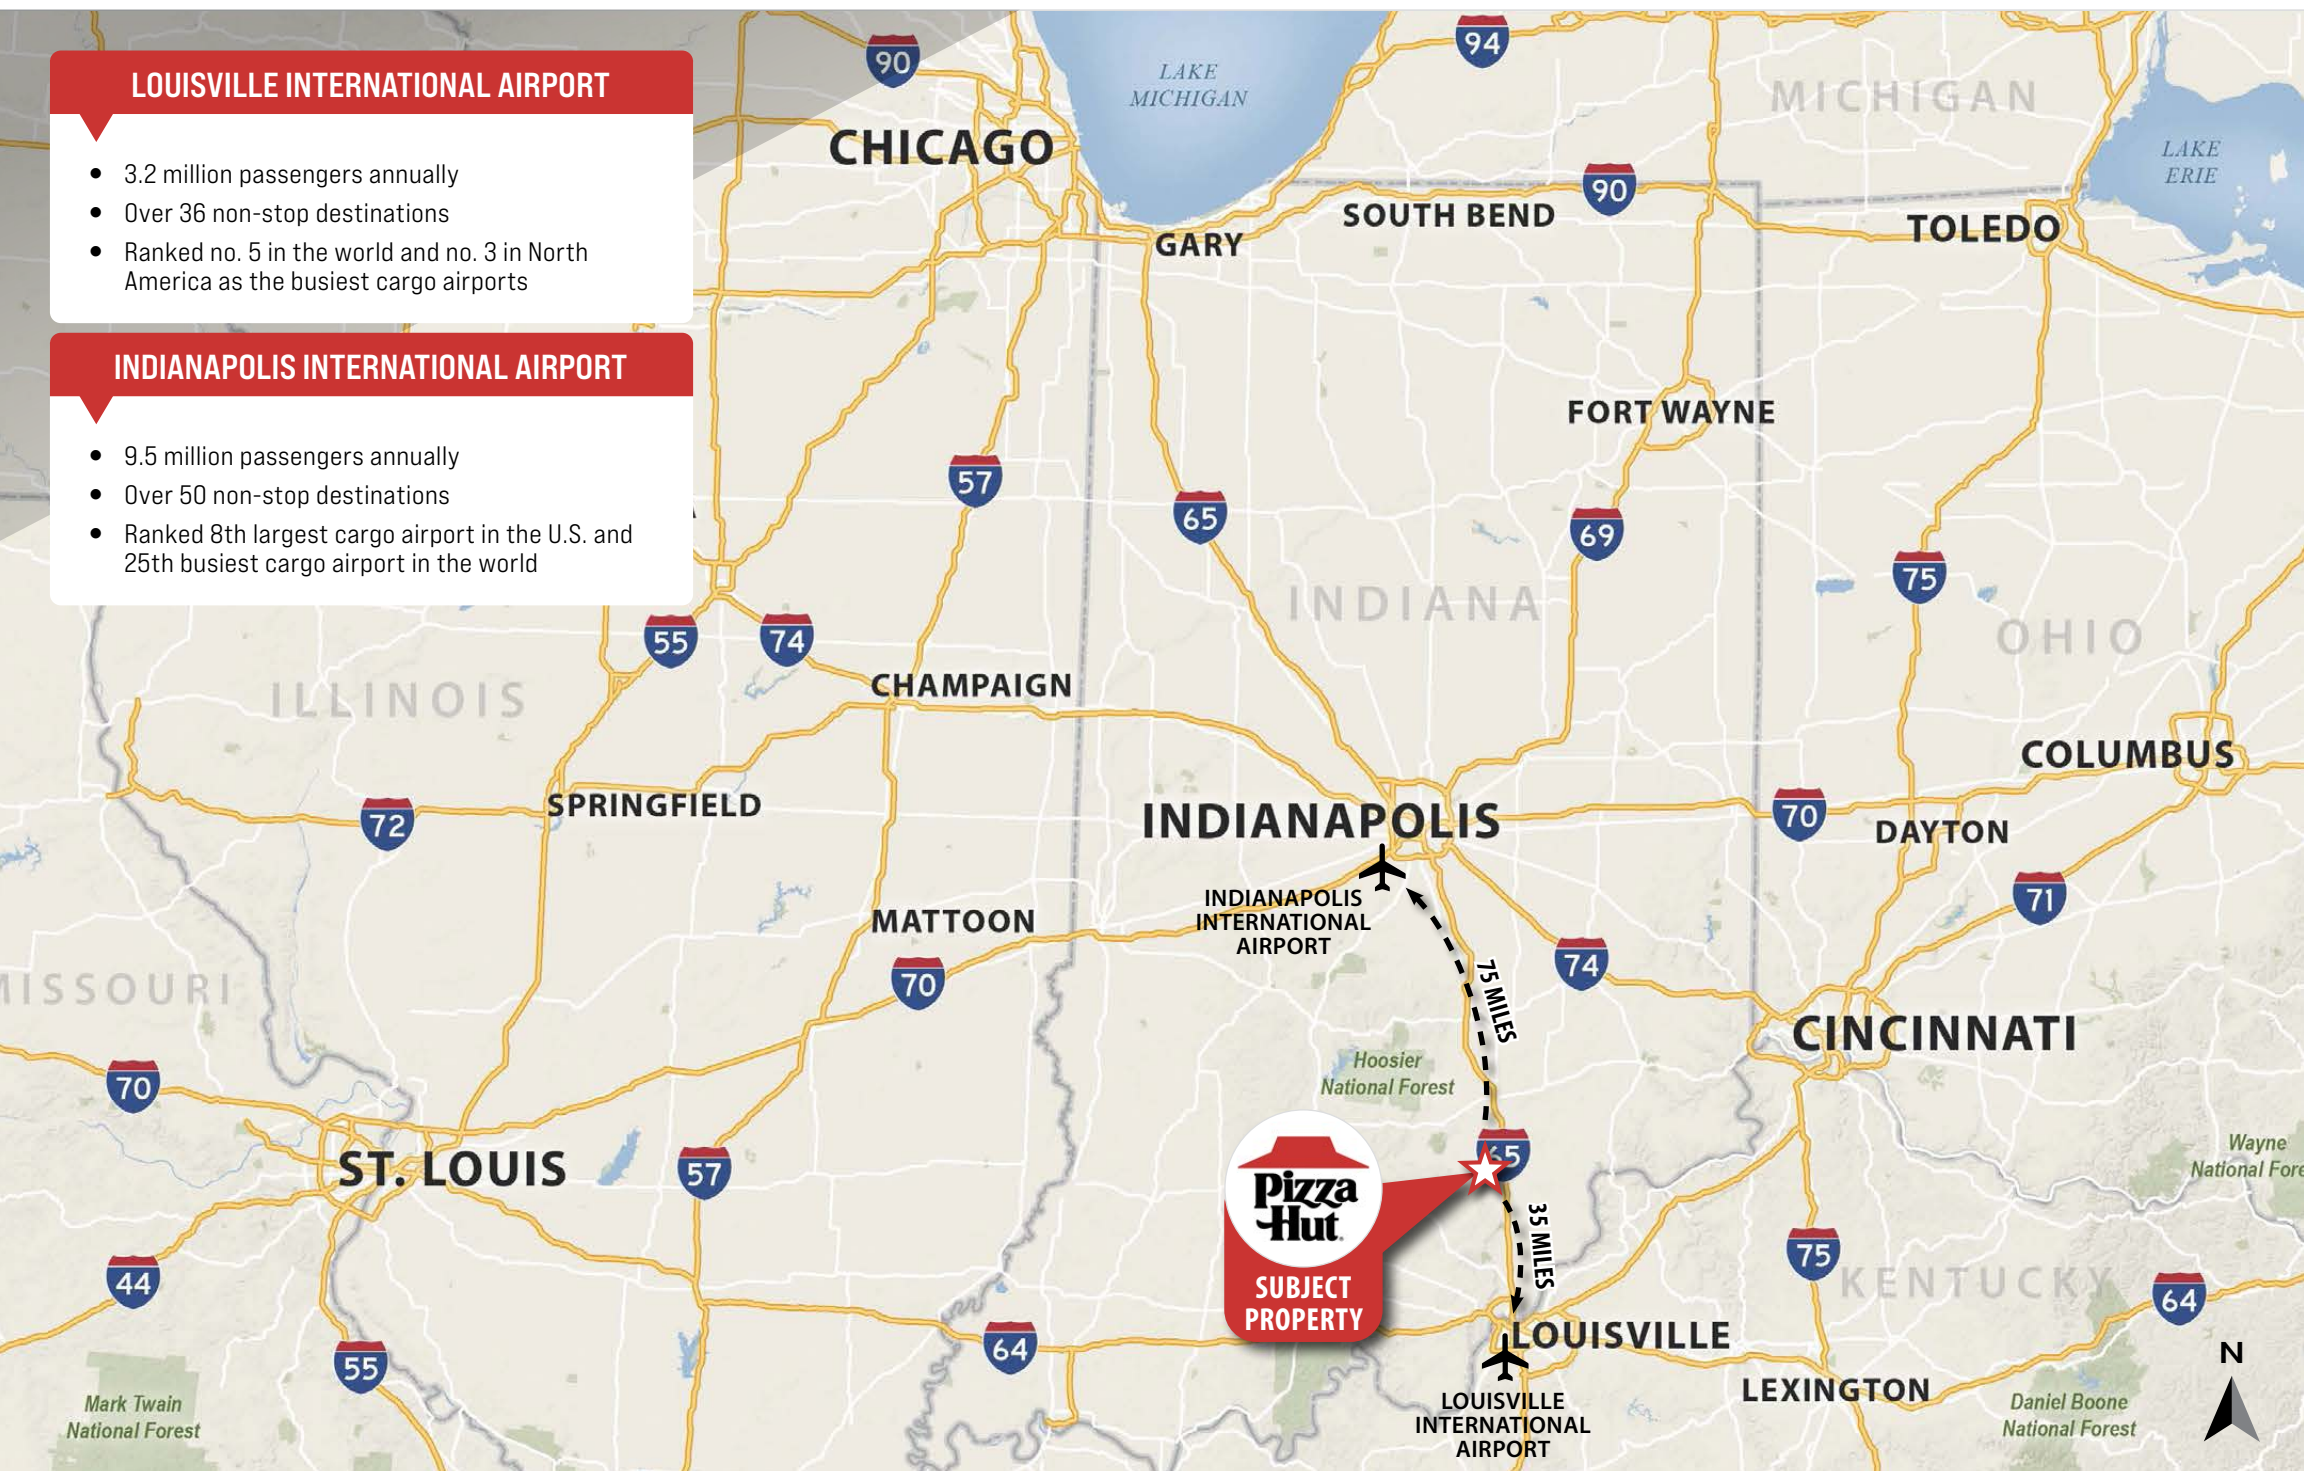 LOUISVILLE INTERNATIONAL AIRPORT
• 3.2 million passengers annually
• Over 36 non-stop destinations
• Ranked no. 5 in the world and no. 3 in North
America as the busiest cargo airports
INDIANAPOLIS INTERNATIONAL AIRPORT
• 9.5 million passengers annually
• Over 50 non-stop destinations
• Ranked 8th largest cargo airport in the U.S. and
25th busiest cargo airport in the world
90
94
LAKE
MICHIGAN
MICHIGAN
CHICAGO
LAKE
ERIE
90
SOUTH BEND
TOLEDO
GARY
FORT WAYNE
57
65
69
75
INDIANA
OHIO
55
74
CHAMPAIGN
ILLINOIS
COLUMBUS
72
SPRINGFIELD
INDIANAPOLIS
70
DAYTON
71
INDIANAPOLIS
INTERNATIONAL
AIRPORT
MATTOON
70
74
75 MILES
MISSOURI
CINCINNATI
Hoosier
National Forest
70
65
Wayne
National Fore
ST. LOUIS
57
Pizza
Hut
SUBJECT
PROPERTY
35 MILES
75
KENTUCKY
44
64
64
55
LOUISVILLE
N
LEXINGTON
LOUISVILLE
INTERNATIONAL
AIRPORT
Mark Twain
National Forest
Daniel Boone
National Forest